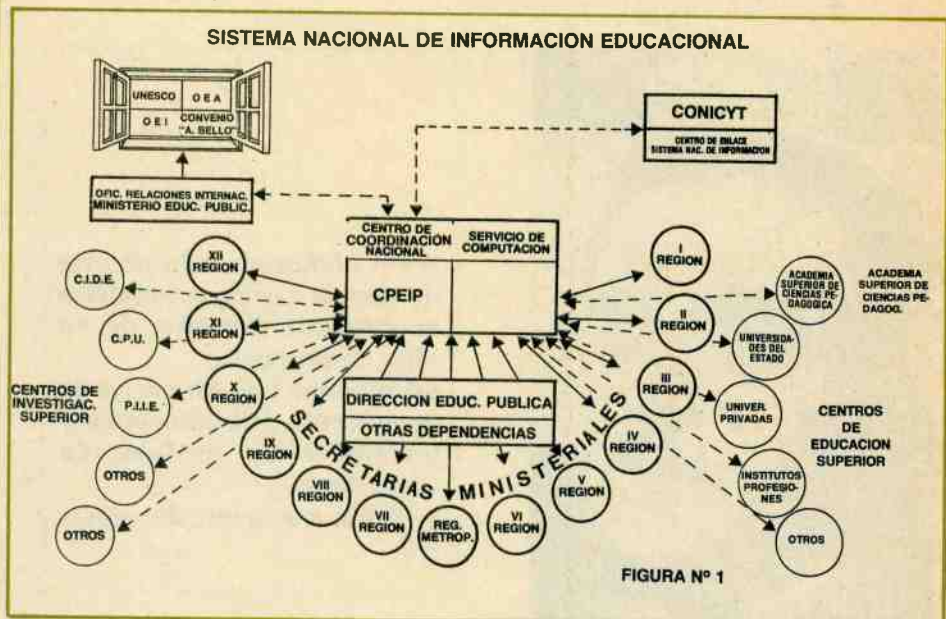 SISTEMA NACIONAL DE INFORMACION EDUCACIONAL
UNESCO
OEA
OEI
CONVENIO
"A. BELLO"
CONICYT
CENTRO DE ENLACE
SISTEMA NAC. DE INFORMACION
OFIC. RELACIONES INTERNAC.
MINISTERIO EDUC. PUBLIC.
CENTRO DE
COORDINACION
NACIONAL
SERVICIO DE
COMPUTACION
CPEIP
C.I.D.E.
C.P.U.
P.I.I.E.
OTROS
OTROS
CENTROS DE
INVESTIGAC.
SUPERIOR
XII
REGION
XI
REGION
X
REGION
IX
REGION
VIII
REGION
VII
REGION
REG.
METROP.
VI
REGION
V
REGION
IV
REGION
III
REGION
II
REGION
I
REGION
DIRECCION EDUC. PUBLICA
OTRAS DEPENDENCIAS
SECRETARIAS MINISTERIALES
ACADEMIA
SUPERIOR DE
CIENCIAS PE-
DAGOGICA
ACADEMIA
SUPERIOR DE
CIENCIAS PE-
DAGOG.
UNIVERSIDA-
DES DEL
ESTADO
UNIVER.
PRIVADAS
INSTITUTOS
PROFESIO-
NES
OTROS
CENTROS
DE
EDUCACION
SUPERIOR
FIGURA Nº 1